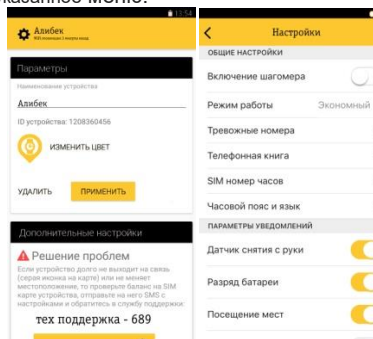 указанное меню.
13:54
Алибек
Параметры
Наименование устройства
Алибек
ID устройства: 1208360456
ИЗМЕНИТЬ ЦВЕТ
УДАЛИТЬ
ПРИМЕНИТЬ
Дополнительные настройки
Решение проблем
Если устройство долго не выходит на связь
(серая иконка на карте) или не меняет
местоположение, то проверьте баланс на SIM
карте устройства, отправьте на него SMS с
настройками и обратитесь в службу поддержки:
тех поддержка - 689
Настройки
ОБЩИЕ НАСТРОЙКИ
Включение шагомера
Режим работы
Экономный
Тревожные номера
Телефонная книга
SIM номер часов
Часовой пояс и язык
ПАРАМЕТРЫ УВЕДОМЛЕНИЙ
Датчик снятия с руки
Разряд батареи
Посещение мест